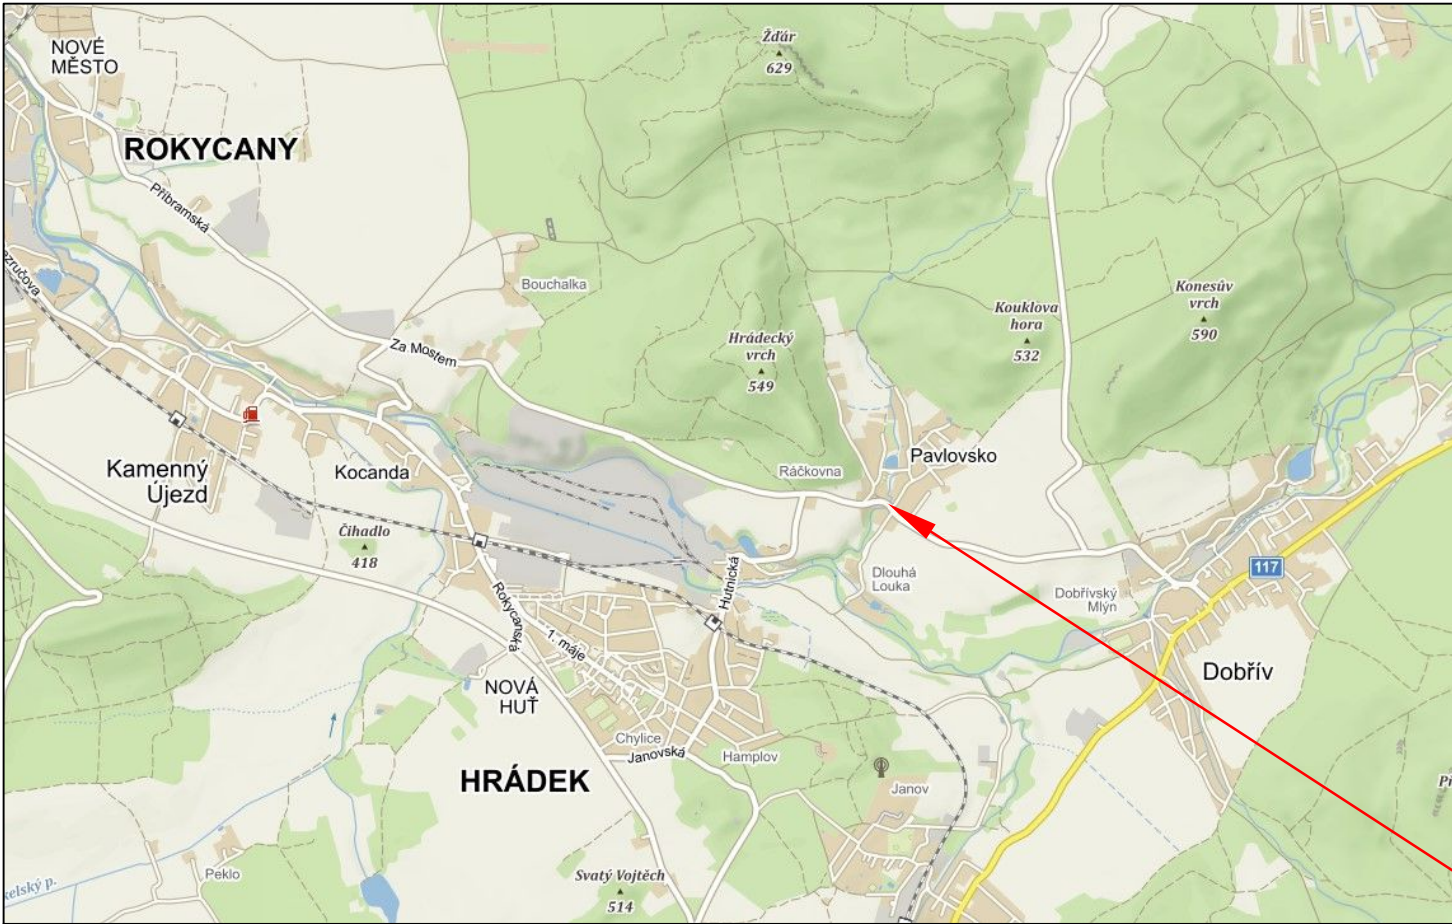 NOVÉ
MĚSTO
Žďár
629
ROKYCANY
Příbramská
Bouchalka
Konesův
vrch
590
Kouklova
hora
532
Hrádecký
vrch
549
Za Mostem
Kamenný
Újezd
Kocanda
Ráčkovna
Pavlovsko
Čihadlo
418
Dlouhá
Louka
117
Dobřívský
Mlýn
Hutnická
Rokycanská
1. máje
Dobřív
NOVÁ
HUŤ
Chylice
Janovská
Hamplov
HRÁDEK
Janov
Peklo
Svatý Vojtěch
514